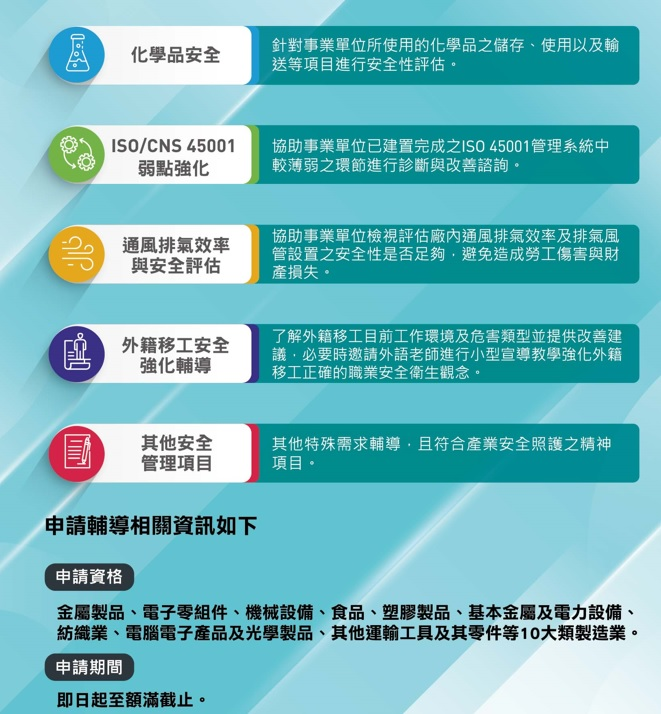 化學品安全
針對事業單位所使用的化學品之儲存、使用以及輸
送等項目進行安全性評估。
ISO/CNS 45001
弱點強化
協助事業單位已建置完成之ISO 45001管理系統中
較薄弱之環節進行診斷與改善諮詢。
通風排氣效率
與安全評估
協助事業單位檢視評估廠內通風排氣效率及排氣風
管設置之安全性是否足夠，避免造成勞工傷害與財
產損失。
外籍移工安全
強化輔導
了解外籍移工目前工作環境及危害類型並提供改善建
議，必要時邀請外語老師進行小型宣導教學強化外籍
移工正確的職業安全衛生觀念。
其他安全
管理項目
其他特殊需求輔導，且符合產業安全照護之精神
項目。
申請輔導相關資訊如下
申請資格
金屬製品、電子零組件、機械設備、食品、塑膠製品、基本金屬及電力設備、
紡織業、電腦電子產品及光學製品、其他運輸工具及其零件等10大類製造業。
申請期間
即日起至額滿截止。